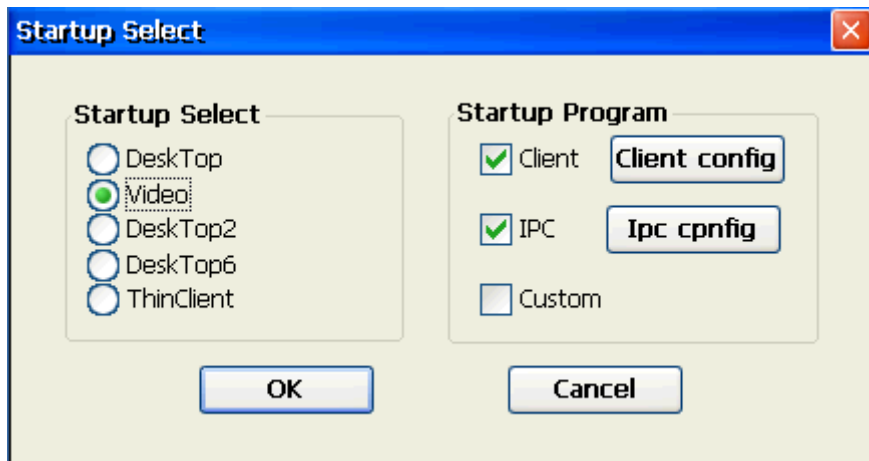 Startup Select
Startup Select
DeskTop
Video
DeskTop2
DeskTop6
ThinClient
Startup Program
Client
Client config
IPC
Ipc cpnfig
Custom
OK
Cancel